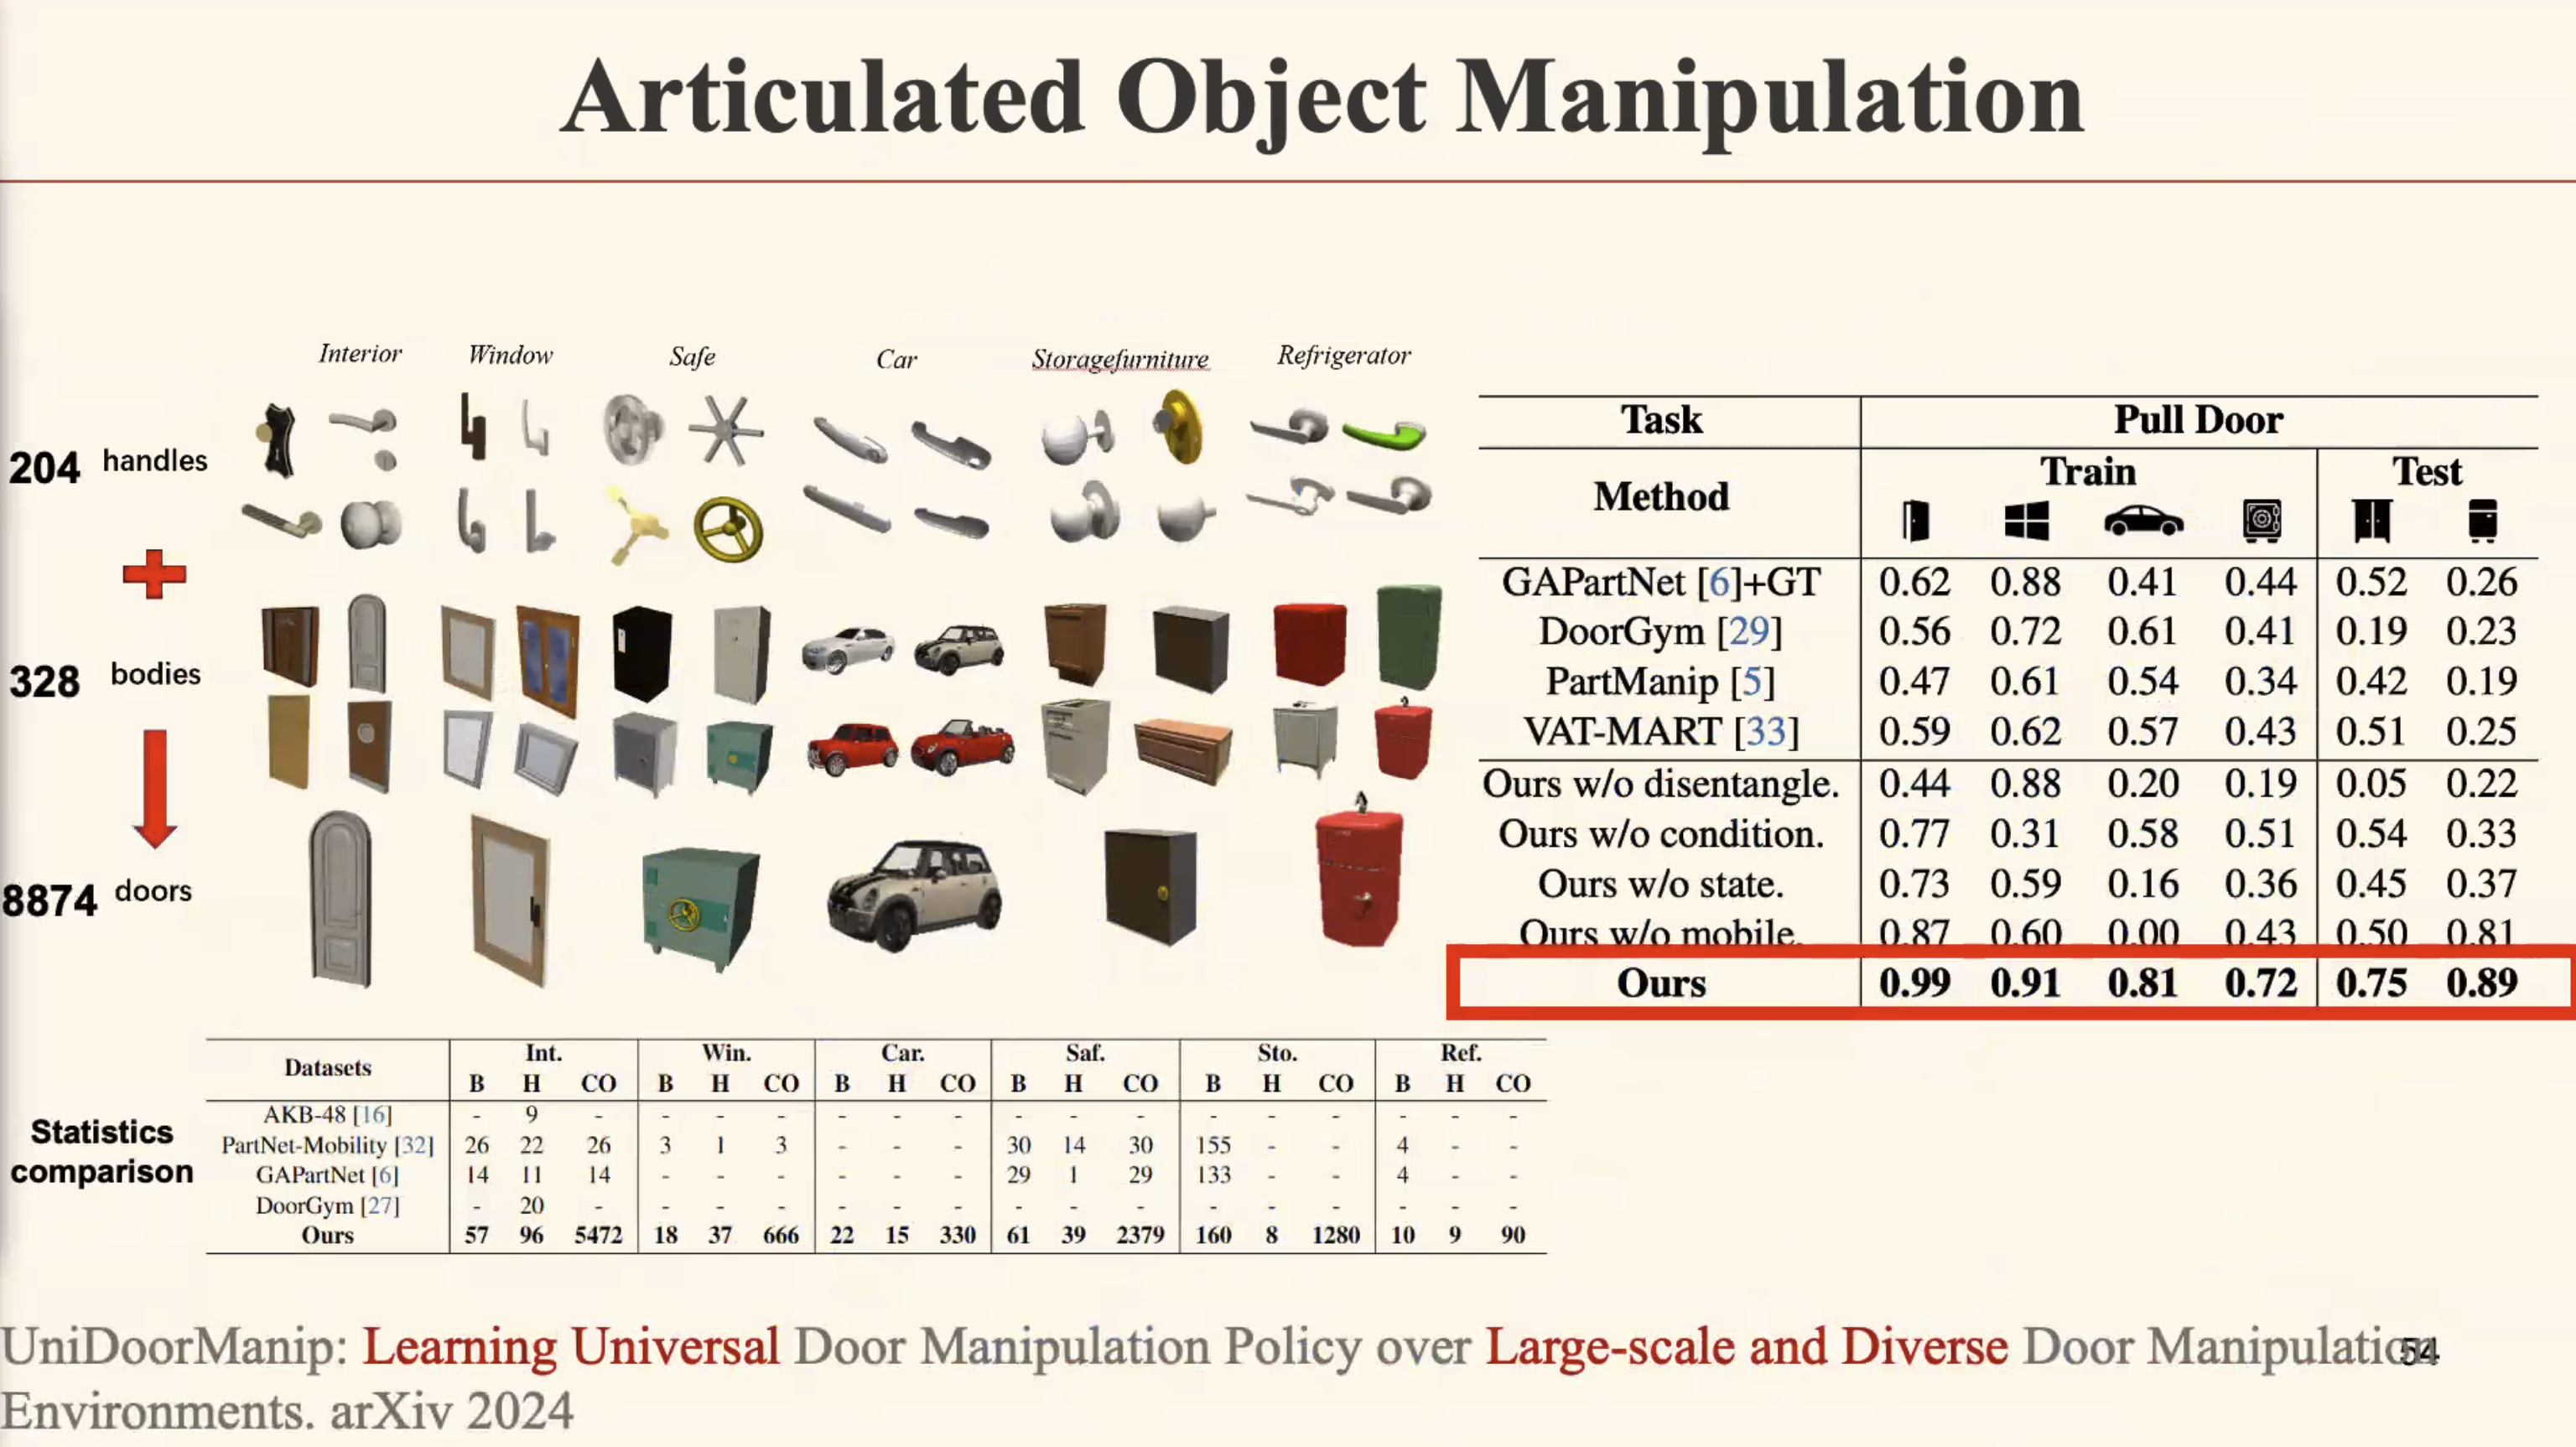 Articulated Object Manipulation
Interior Window Safe Car Storagefurniture Refrigerator
204 handles
328 bodies
8874 doors
Task Pull Door
Method Train Test
GAPartNet [6]+GT 0.62 0.88 0.41 0.44 0.52 0.26
DoorGym [29] 0.56 0.72 0.61 0.41 0.19 0.23
PartManip [5] 0.47 0.61 0.54 0.34 0.42 0.19
VAT-MART [33] 0.59 0.62 0.57 0.43 0.51 0.25
Ours w/o disentangle. 0.44 0.88 0.20 0.19 0.05 0.22
Ours w/o condition. 0.77 0.31 0.58 0.51 0.54 0.33
Ours w/o state. 0.73 0.59 0.16 0.36 0.45 0.37
Ours w/o mobile. 0.87 0.60 0.00 0.43 0.50 0.81
Ours 0.99 0.91 0.81 0.72 0.75 0.89
Statistics
comparison
Datasets Int. Win. Car. Saf. Sto. Ref.
B H CO B H CO B H CO B H CO B H CO B H CO
AKB-48 [16] - 9 - - - - - - - - - - - - - - - -
PartNet-Mobility [32] 26 22 26 3 1 3 - - - 30 14 30 155 - - 4 - -
GAPartNet [6] 14 11 14 - - - - - - 29 1 29 133 - - 4 - -
DoorGym [27] - 20 - - - - - - - - - - - - - - - -
Ours 57 96 5472 18 37 666 22 15 330 61 39 2379 160 8 1280 10 9 90
UniDoorManip: Learning Universal Door Manipulation Policy over Large-scale and Diverse Door Manipulation
Environments. arXiv 2024
54